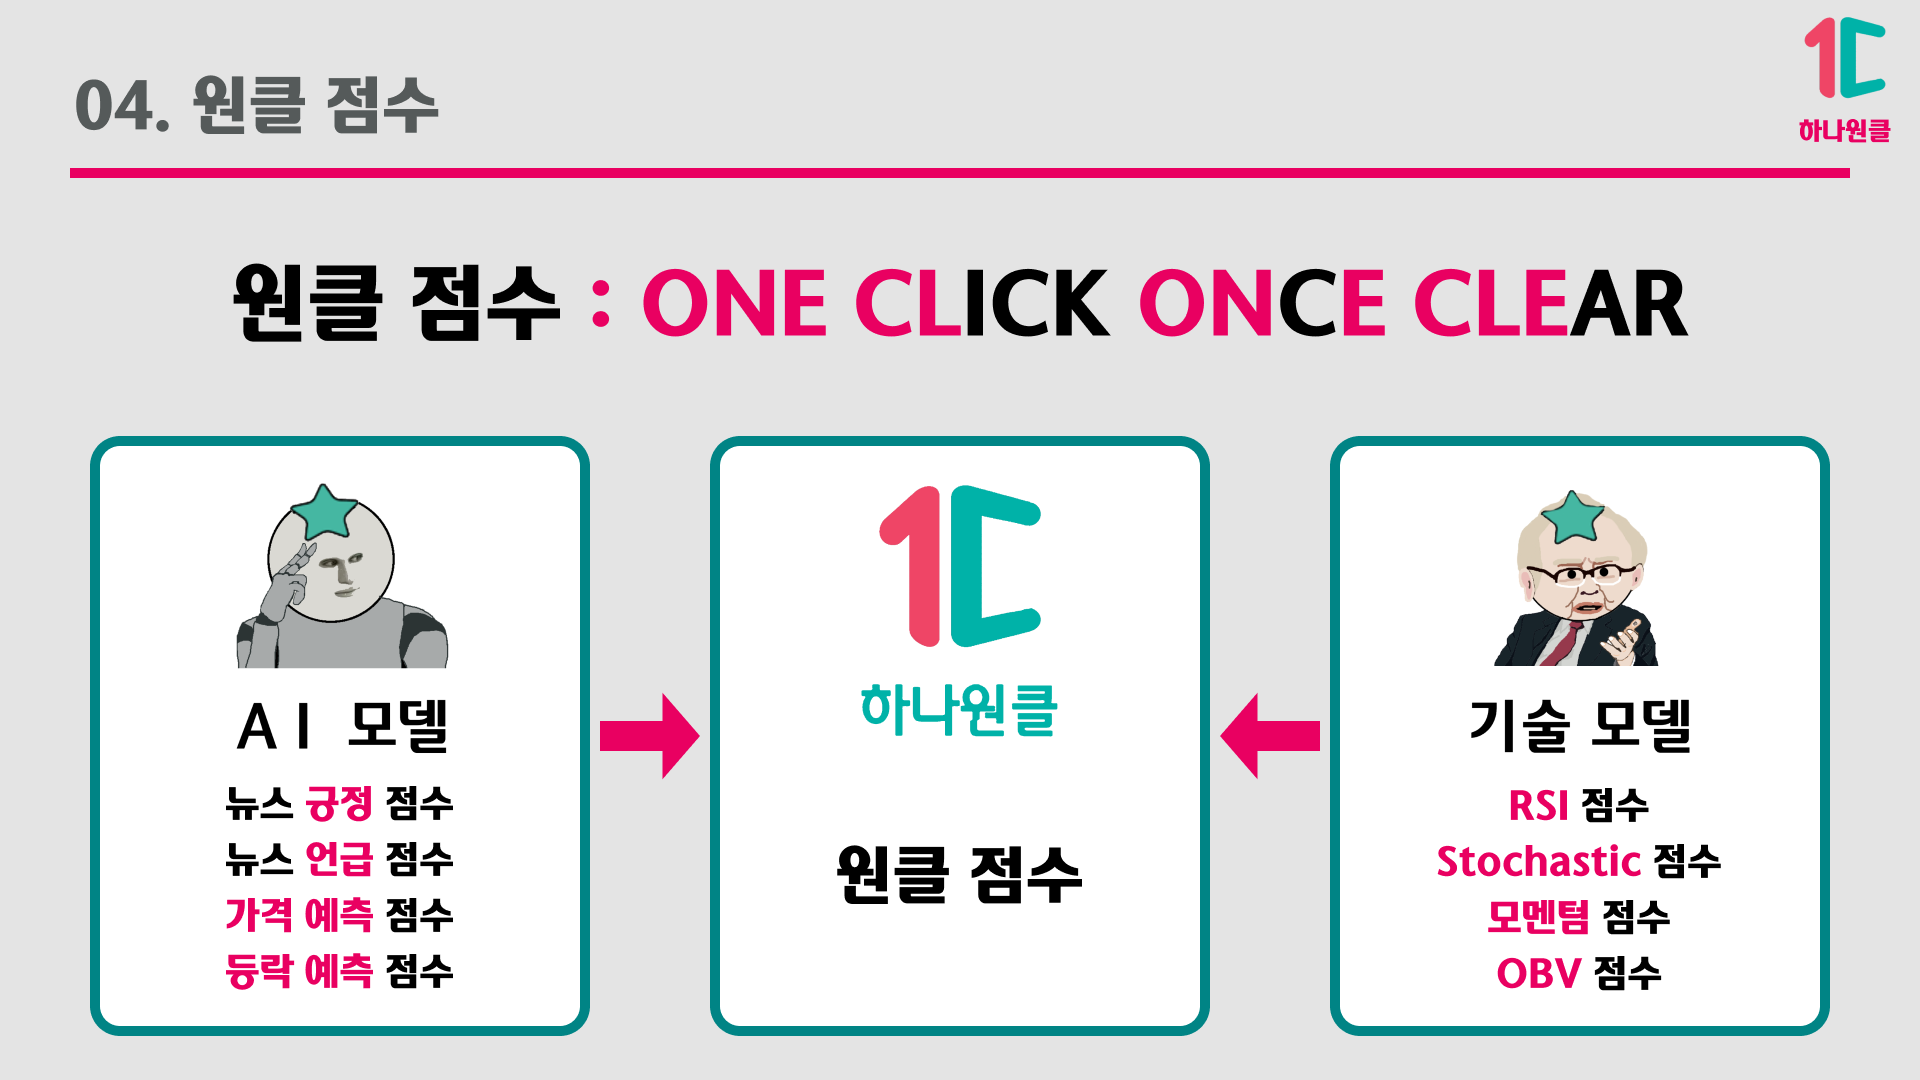 04. 원클 점수
하나원클
원클 점수 : ONE CLICK ONCE CLEAR
AI 모델
뉴스 긍정 점수
뉴스 언급 점수
가격 예측 점수
등락 예측 점수
하나원클
원클 점수
기술 모델
RSI 점수
Stochastic 점수
모멘텀 점수
OBV 점수